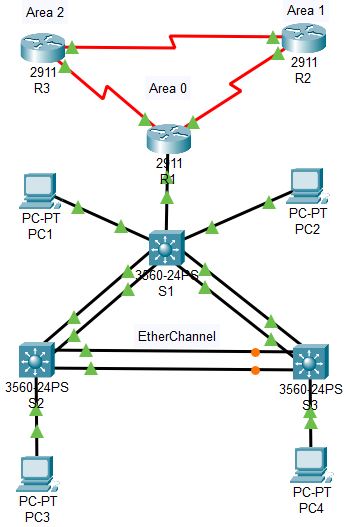 Area 2
Area 1
2911
R3
2911
R2
Area 0
2911
R1
PC-PT
PC1
PC-PT
PC2
3560-24PS
S1
EtherChannel
3560-24PS
S2
3560-24PS
S3
PC-PT
PC3
PC-PT
PC4